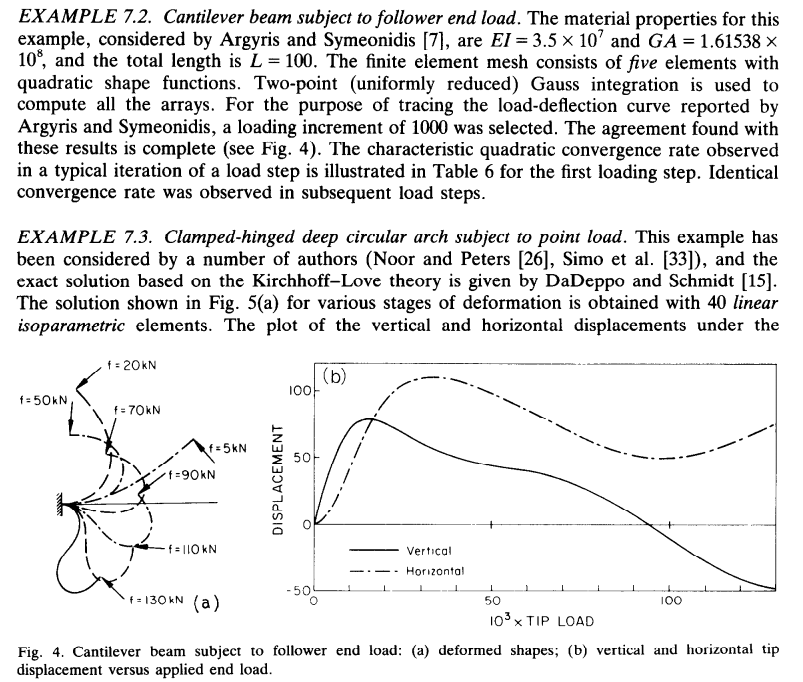 EXAMPLE 7.2. Cantilever beam subject to follower end load. The material properties for this
example, considered by Argyris and Symeonidis [7], are EI = 3.5 × 10⁷ and GA = 1.61538 ×
10⁸, and the total length is L = 100. The finite element mesh consists of five elements with
quadratic shape functions. Two-point (uniformly reduced) Gauss integration is used to
compute all the arrays. For the purpose of tracing the load-deflection curve reported by
Argyris and Symeonidis, a loading increment of 1000 was selected. The agreement found with
these results is complete (see Fig. 4). The characteristic quadratic convergence rate observed
in a typical iteration of a load step is illustrated in Table 6 for the first loading step. Identical
convergence rate was observed in subsequent load steps.
EXAMPLE 7.3. Clamped-hinged deep circular arch subject to point load. This example has
been considered by a number of authors (Noor and Peters [26], Simo et al. [33]), and the
exact solution based on the Kirchhoff–Love theory is given by DaDeppo and Schmidt [15].
The solution shown in Fig. 5(a) for various stages of deformation is obtained with 40 linear
isoparametric elements. The plot of the vertical and horizontal displacements under the
f = 20kN
f = 50kN
f = 70kN
f = 5kN
f = 90kN
f = 110kN
f = 130kN (a)
(b)
DISPLACEMENT
100
50
0
-50
Vertical
Horizontal
0 50 100
10³ × TIP LOAD
Fig. 4. Cantilever beam subject to follower end load: (a) deformed shapes; (b) vertical and horizontal tip
displacement versus applied end load.